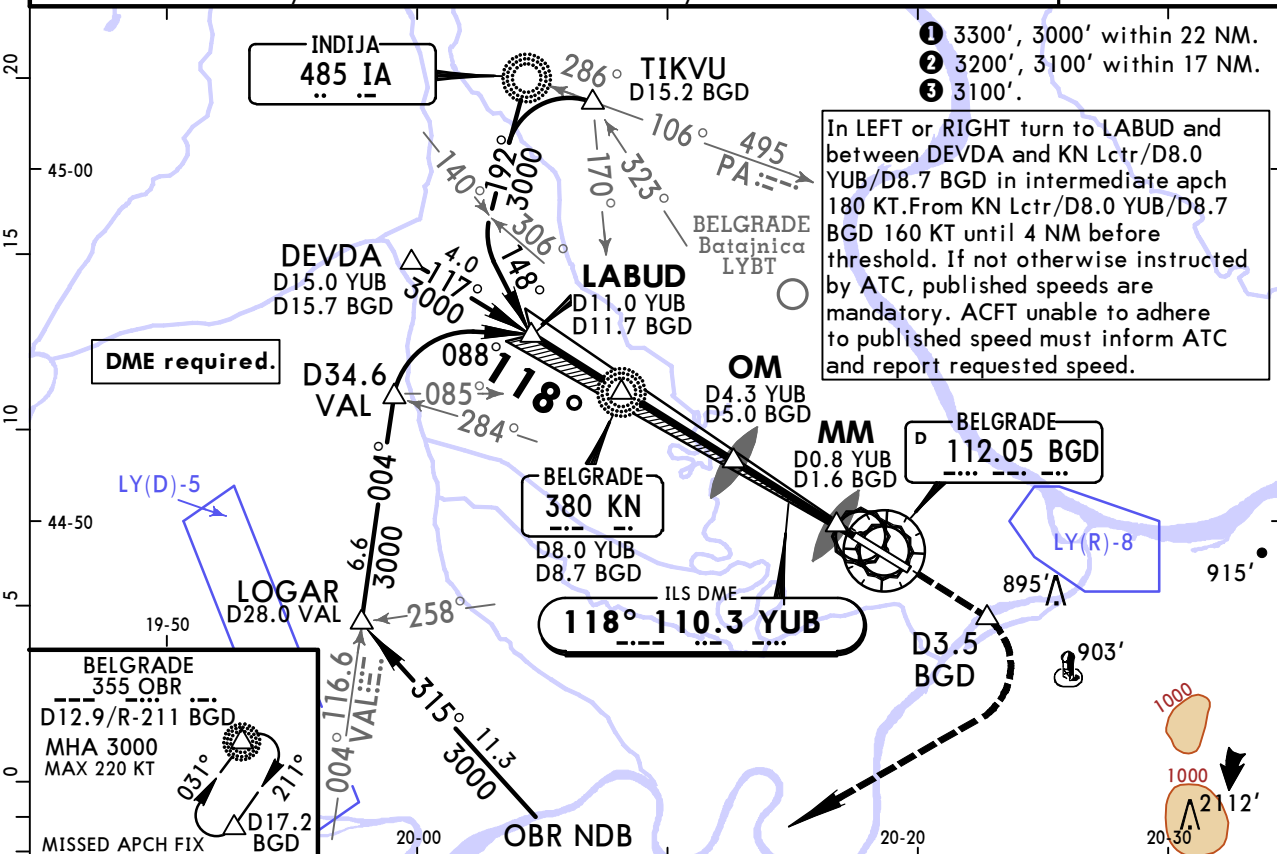 ❶ 3300', 3000' within 22 NM.
❷ 3200', 3100' within 17 NM.
❸ 3100'.
In LEFT or RIGHT turn to LABUD and
between DEVDA and KN Lctr/D8.0
YUB/D8.7 BGD in intermediate apch
180 KT.From KN Lctr/D8.0 YUB/D8.7
BGD 160 KT until 4 NM before
threshold. If not otherwise instructed
by ATC, published speeds are
mandatory. ACFT unable to adhere
to published speed must inform ATC
and report requested speed.
INDIJA
485 IA
286°
TIKVU
D15.2 BGD
106°
495
PA
192°
3000
140°
306°
170°
323°
148°
BELGRADE
Batajnica
LYBT
20
45-00
15
DEVDA
D15.0 YUB
D15.7 BGD
4.0
117°
3000
LABUD
D11.0 YUB
D11.7 BGD
DME required.
D34.6
VAL
088°
118°
085°
284°
OM
D4.3 YUB
D5.0 BGD
MM
D0.8 YUB
D1.6 BGD
BELGRADE
D 112.05 BGD
10
LY(D)-5
44-50
BELGRADE
380 KN
D8.0 YUB
D8.7 BGD
004°
6.6
3000
LY(R)-8
915'
895'
903'
LOGAR
D28.0 VAL
258°
ILS DME
118° 110.3 YUB
D3.5
BGD
5
19-50
BELGRADE
355 OBR
D12.9/R-211 BGD
MHA 3000
MAX 220 KT
031°
211°
D17.2
BGD
MISSED APCH FIX
0
004°
116.6
VAL
315°
11.3
3000
OBR NDB
1000
1000
2112'
20-00
20-20
20-30